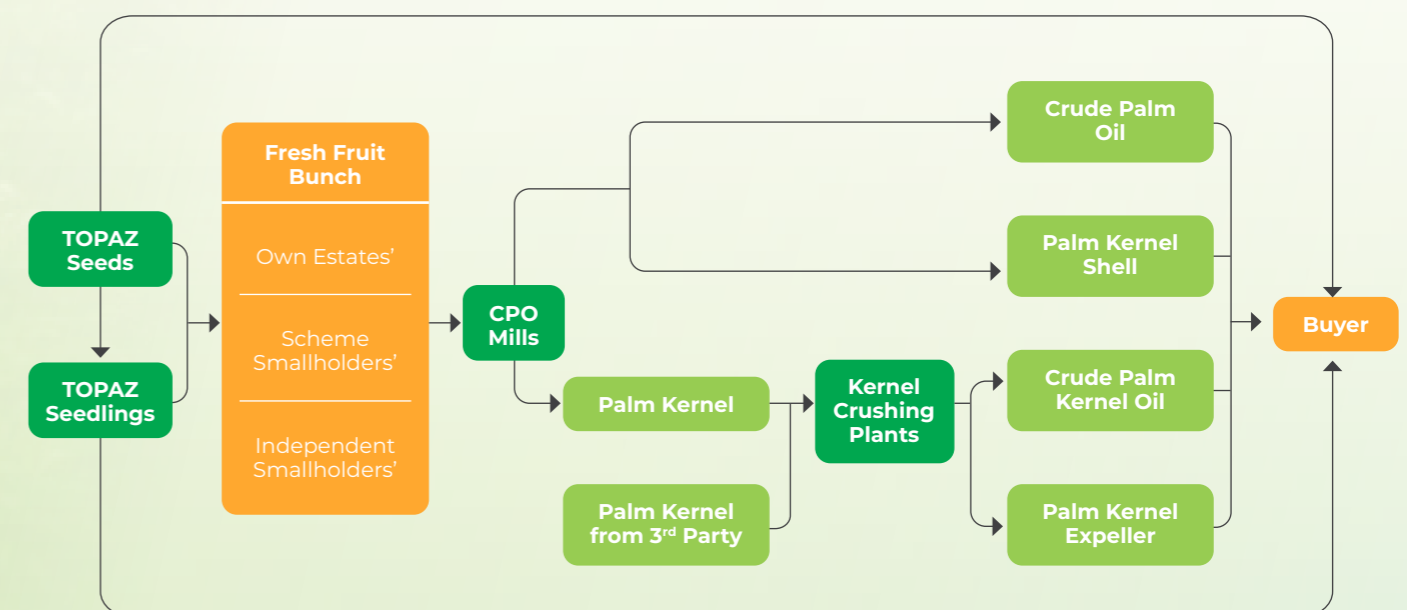 TOPAZ
Seeds
TOPAZ
Seedlings
Fresh Fruit
Bunch
Own Estates’
Scheme
Smallholders’
Independent
Smallholders’
CPO
Mills
Palm Kernel
Palm Kernel
from 3rd Party
Kernel
Crushing
Plants
Crude Palm
Oil
Palm Kernel
Shell
Crude Palm
Kernel Oil
Palm Kernel
Expeller
Buyer